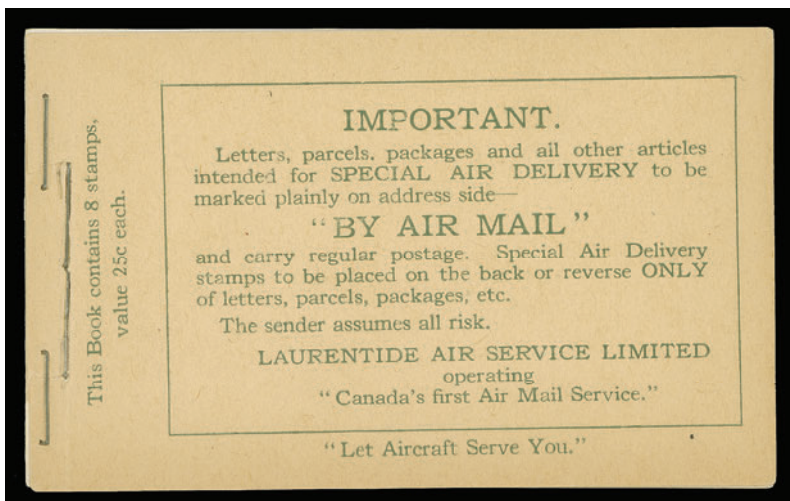 This Book contains 8 stamps,
value 25c each.
IMPORTANT.
Letters, parcels, packages and all other articles
intended for SPECIAL AIR DELIVERY to be
marked plainly on address side—
"BY AIR MAIL"
and carry regular postage. Special Air Delivery
stamps to be placed on the back or reverse ONLY
of letters, parcels, packages, etc.
The sender assumes all risk.
LAURENTIDE AIR SERVICE LIMITED
operating
"Canada's first Air Mail Service."
"Let Aircraft Serve You."